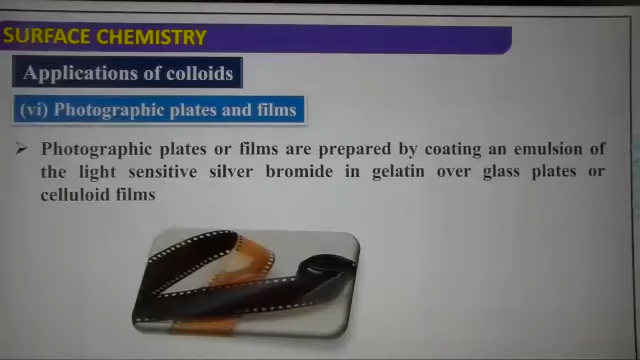 SURFACE CHEMISTRY
Applications of colloids
(vi) Photographic plates and films
➢ Photographic plates or films are prepared by coating an emulsion of
the light sensitive silver bromide in gelatin over glass plates or
celluloid films